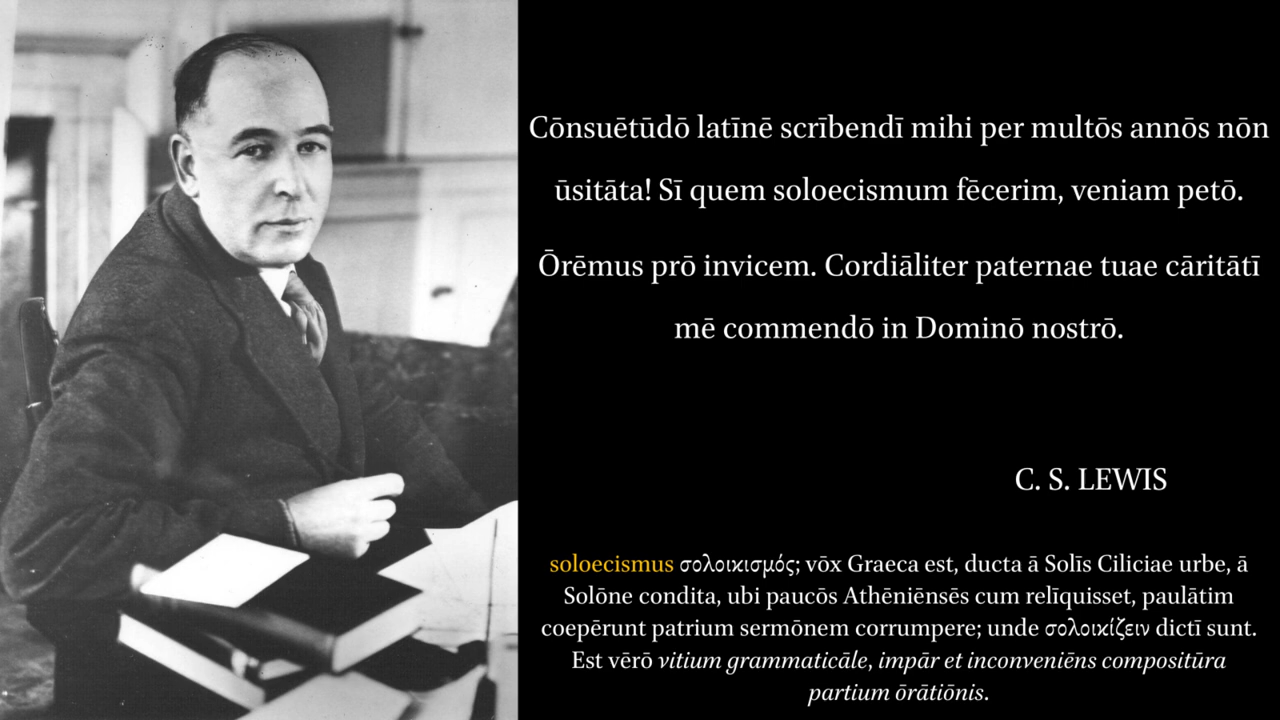 Cōnsuētūdō latīnē scrībendī mihi per multōs annōs nōn
ūsitāta! Sī quem soloecismum fēcerim, veniam petō.
Ōrēmus prō invicem. Cordiāliter paternae tuae cāritātī
mē commendō in Dominō nostrō.
C. S. LEWIS
soloecismus σολοικισμός; vōx Graeca est, ducta ā Solīs Ciliciae urbe, ā
Solōne condita, ubi paucōs Athēniēnsēs cum relīquisset, paulātim
coepērunt patrium sermōnem corrumpere; unde σολοικίζειν dictī sunt.
Est vērō vitium grammaticāle, impār et inconveniēns compositūra
partium ōrātiōnis.